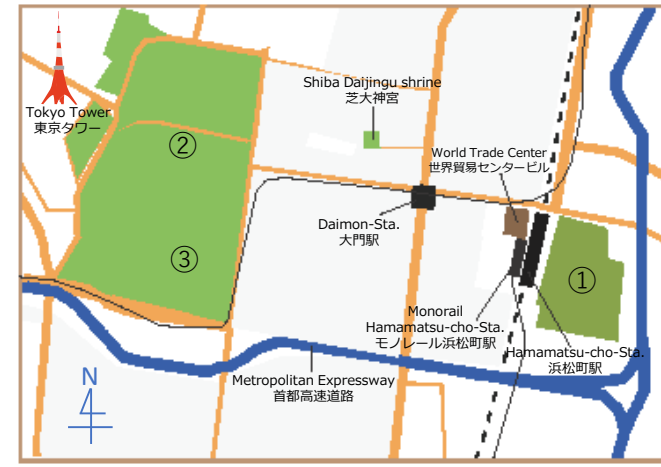 Tokyo Tower
東京タワー
Shiba Daijingu shrine
芝大神宮
②
World Trade Center
世界貿易センタービル
Daimon-Sta.
大門駅
③
①
Monorail
Hamamatsu-cho-Sta.
モノレール浜松町駅
Hamamatsu-cho-Sta.
浜松町駅
Metropolitan Expressway
首都高速道路
N